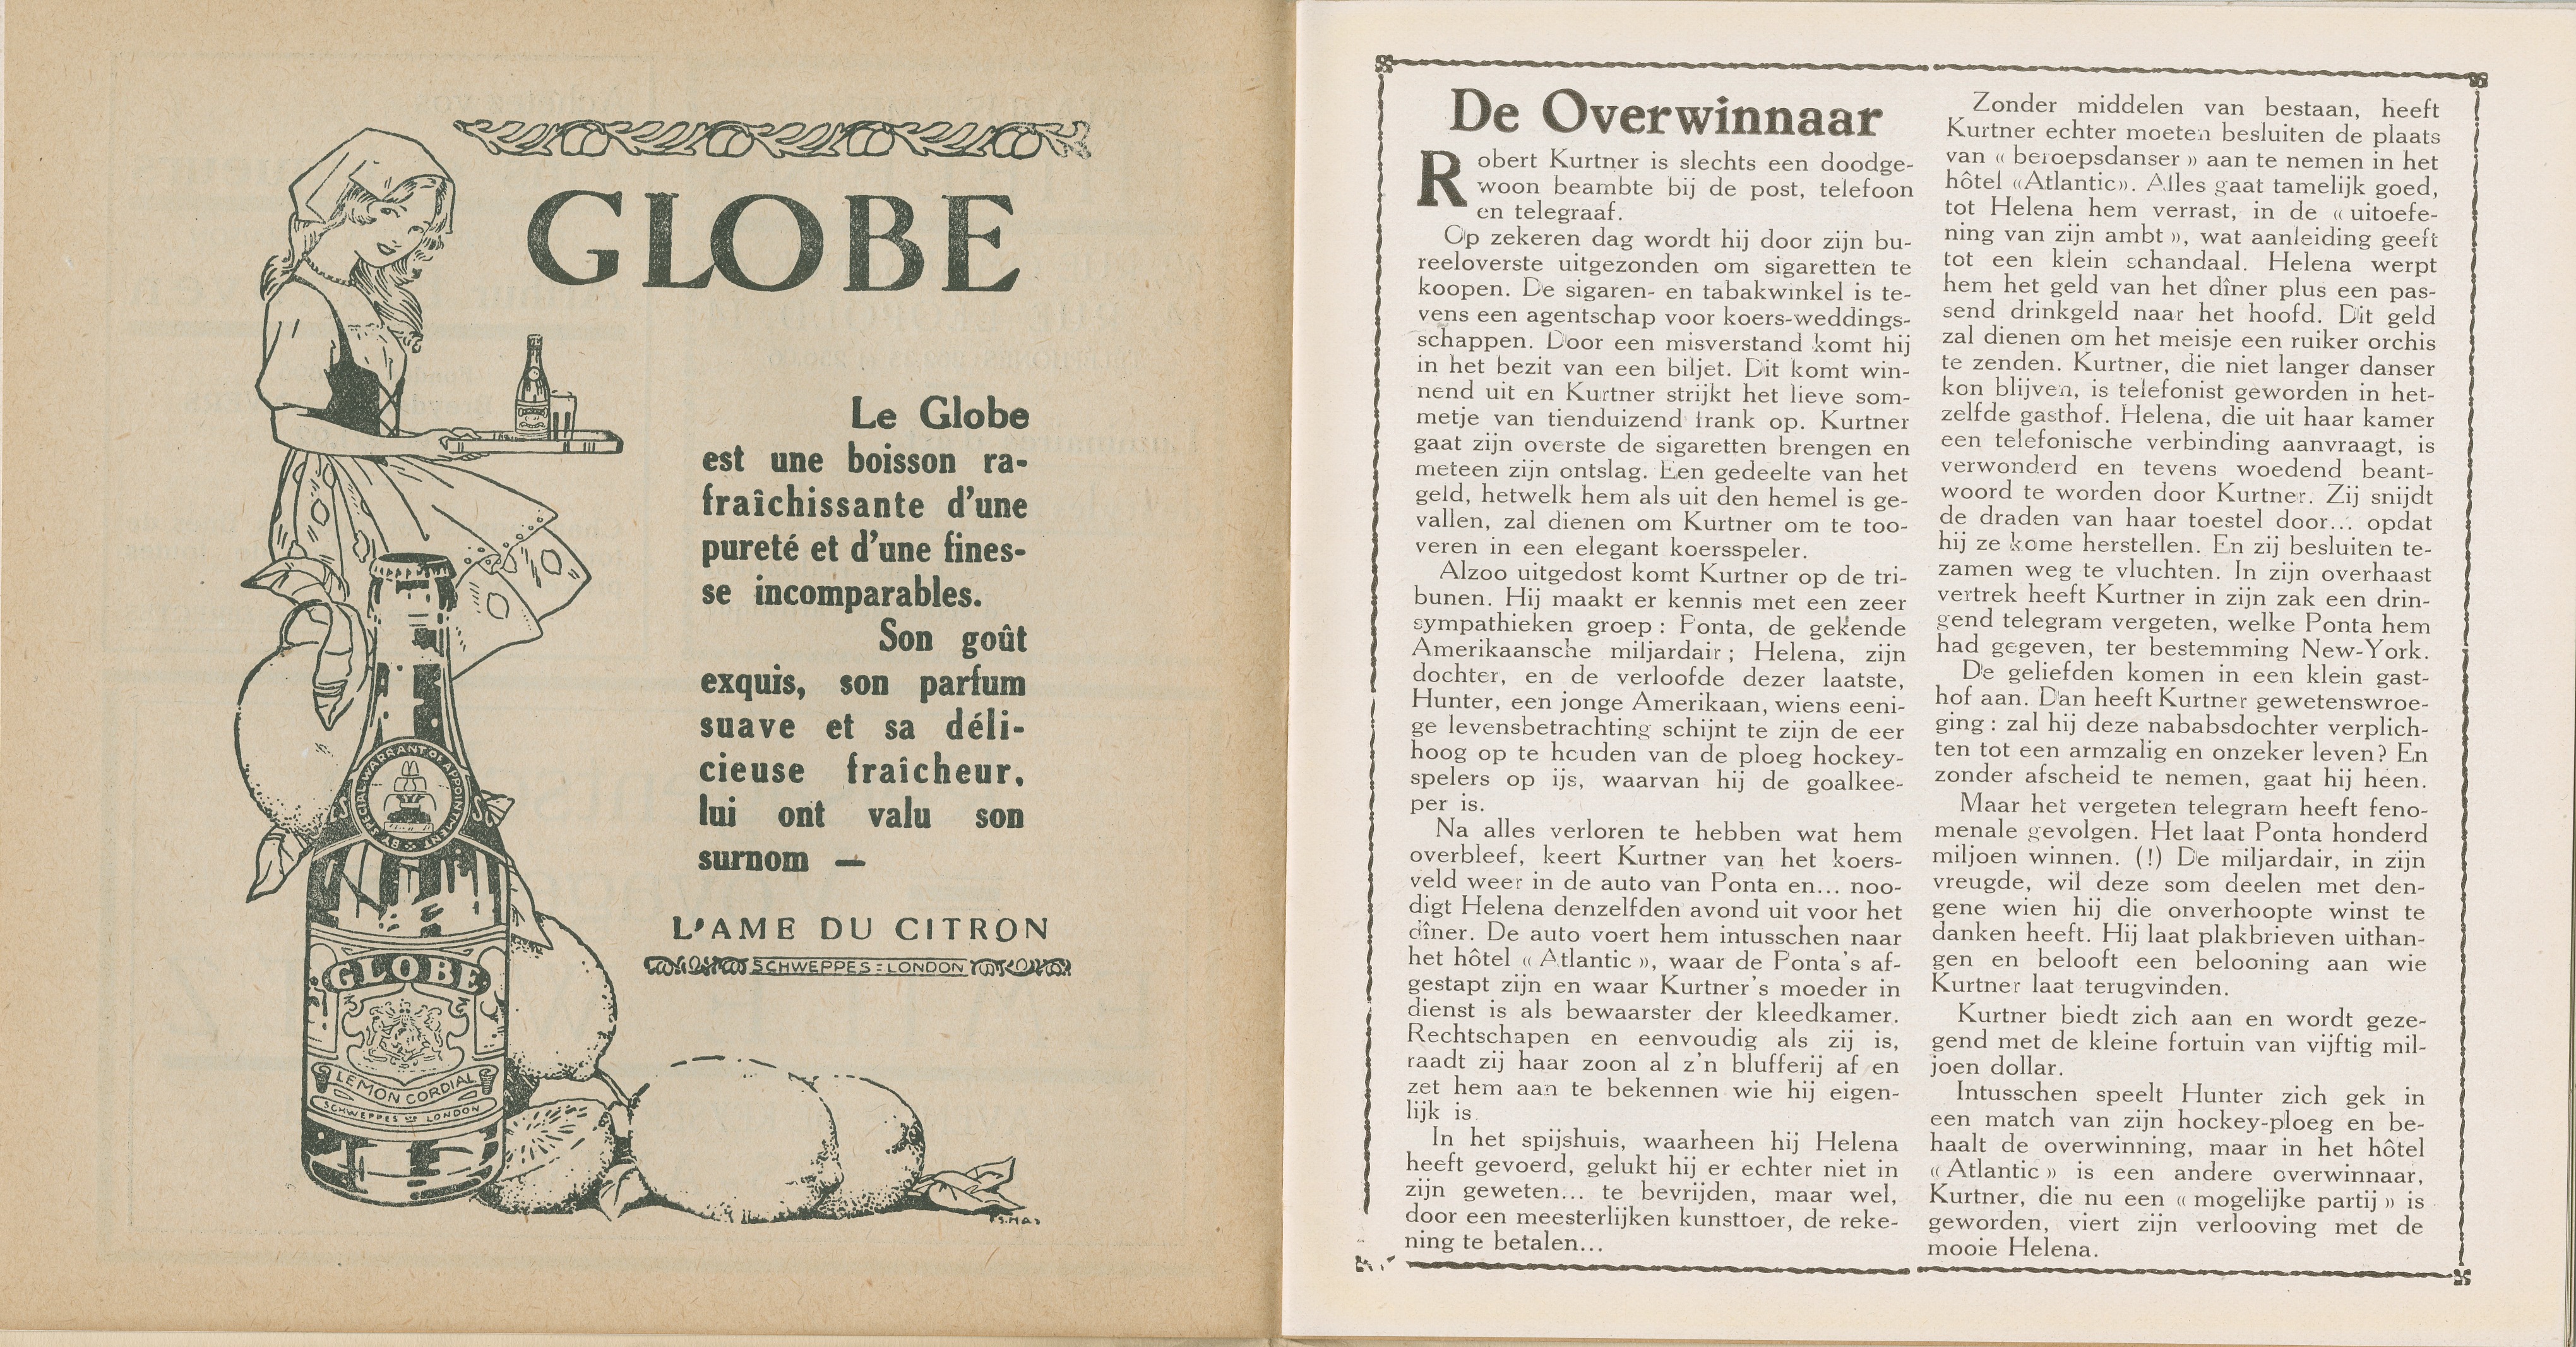 GLOBE
Le Globe
est une boisson ra-
fraîchissante d'une
pureté et d'une fines-
se incomparables.
Son goût
exquis, son parfum
suave et sa déli-
cieuse fraîcheur,
lui ont valu son
surnom —
L'AME DU CITRON
SCHWEPPES = LONDON
BY SPECIAL WARRANT OF APPOINTMENT
GLOBE
LEMON CORDIAL
SCHWEPPES LONDON
De Overwinnaar
Robert Kurtner is slechts een doodge-
woon beambte bij de post, telefoon
en telegraaf.
Op zekeren dag wordt hij door zijn bu-
reeloverste uitgezonden om sigaretten te
koopen. De sigaren- en tabakwinkel is te-
vens een agentschap voor koers-weddings-
schappen. Door een misverstand komt hij
in het bezit van een biljet. Dit komt win-
nend uit en Kurtner strijkt het lieve som-
metje van tienduizend frank op. Kurtner
gaat zijn overste de sigaretten brengen en
meteen zijn ontslag. Een gedeelte van het
geld, hetwelk hem als uit den hemel is ge-
vallen, zal dienen om Kurtner om te too-
veren in een elegant koersspeler.
Alzoo uitgedost komt Kurtner op de tri-
bunen. Hij maakt er kennis met een zeer
sympathieken groep : Ponta, de gekende
Amerikaansche miljardair ; Helena, zijn
dochter, en de verloofde dezer laatste,
Hunter, een jonge Amerikaan, wiens eeni-
ge levensbetrachting schijnt te zijn de eer
hoog op te houden van de ploeg hockey-
spelers op ijs, waarvan hij de goalkee-
per is.
Na alles verloren te hebben wat hem
overbleef, keert Kurtner van het koers-
veld weer in de auto van Ponta en... noo-
digt Helena denzelfden avond uit voor het
dîner. De auto voert hem intusschen naar
het hôtel « Atlantic », waar de Ponta's af-
gestapt zijn en waar Kurtner's moeder in
dienst is als bewaarster der kleedkamer.
Rechtschapen en eenvoudig als zij is,
raadt zij haar zoon al z'n blufferij af en
zet hem aan te bekennen wie hij eigen-
lijk is.
In het spijshuis, waarheen hij Helena
heeft gevoerd, gelukt hij er echter niet in
zijn geweten... te bevrijden, maar wel,
door een meesterlijken kunsttoer, de reke-
ning te betalen...
Zonder middelen van bestaan, heeft
Kurtner echter moeten besluiten de plaats
van « beroepsdanser » aan te nemen in het
hôtel «Atlantic». Alles gaat tamelijk goed,
tot Helena hem verrast, in de « uitoefe-
ning van zijn ambt », wat aanleiding geeft
tot een klein schandaal. Helena werpt
hem het geld van het dîner plus een pas-
send drinkgeld naar het hoofd. Dit geld
zal dienen om het meisje een ruiker orchis
te zenden. Kurtner, die niet langer danser
kon blijven, is telefonist geworden in het-
zelfde gasthof. Helena, die uit haar kamer
een telefonische verbinding aanvraagt, is
verwonderd en tevens woedend beant-
woord te worden door Kurtner. Zij snijdt
de draden van haar toestel door... opdat
hij ze kome herstellen. En zij besluiten te-
zamen weg te vluchten. In zijn overhaast
vertrek heeft Kurtner in zijn zak een drin-
gend telegram vergeten, welke Ponta hem
had gegeven, ter bestemming New-York.
De geliefden komen in een klein gast-
hof aan. Dan heeft Kurtner gewetenswroe-
ging : zal hij deze nababsdochter verplich-
ten tot een armzalig en onzeker leven? En
zonder afscheid te nemen, gaat hij heen.
Maar het vergeten telegram heeft feno-
menale gevolgen. Het laat Ponta honderd
miljoen winnen. (!) De miljardair, in zijn
vreugde, wil deze som deelen met den-
gene wien hij die onverhoopte winst te
danken heeft. Hij laat plakbrieven uithan-
gen en belooft een belooning aan wie
Kurtner laat terugvinden.
Kurtner biedt zich aan en wordt geze-
gend met de kleine fortuin van vijftig mil-
joen dollar.
Intusschen speelt Hunter zich gek in
een match van zijn hockey-ploeg en be-
haalt de overwinning, maar in het hôtel
« Atlantic » is een andere overwinnaar,
Kurtner, die nu een « mogelijke partij » is
geworden, viert zijn verlooving met de
mooie Helena.